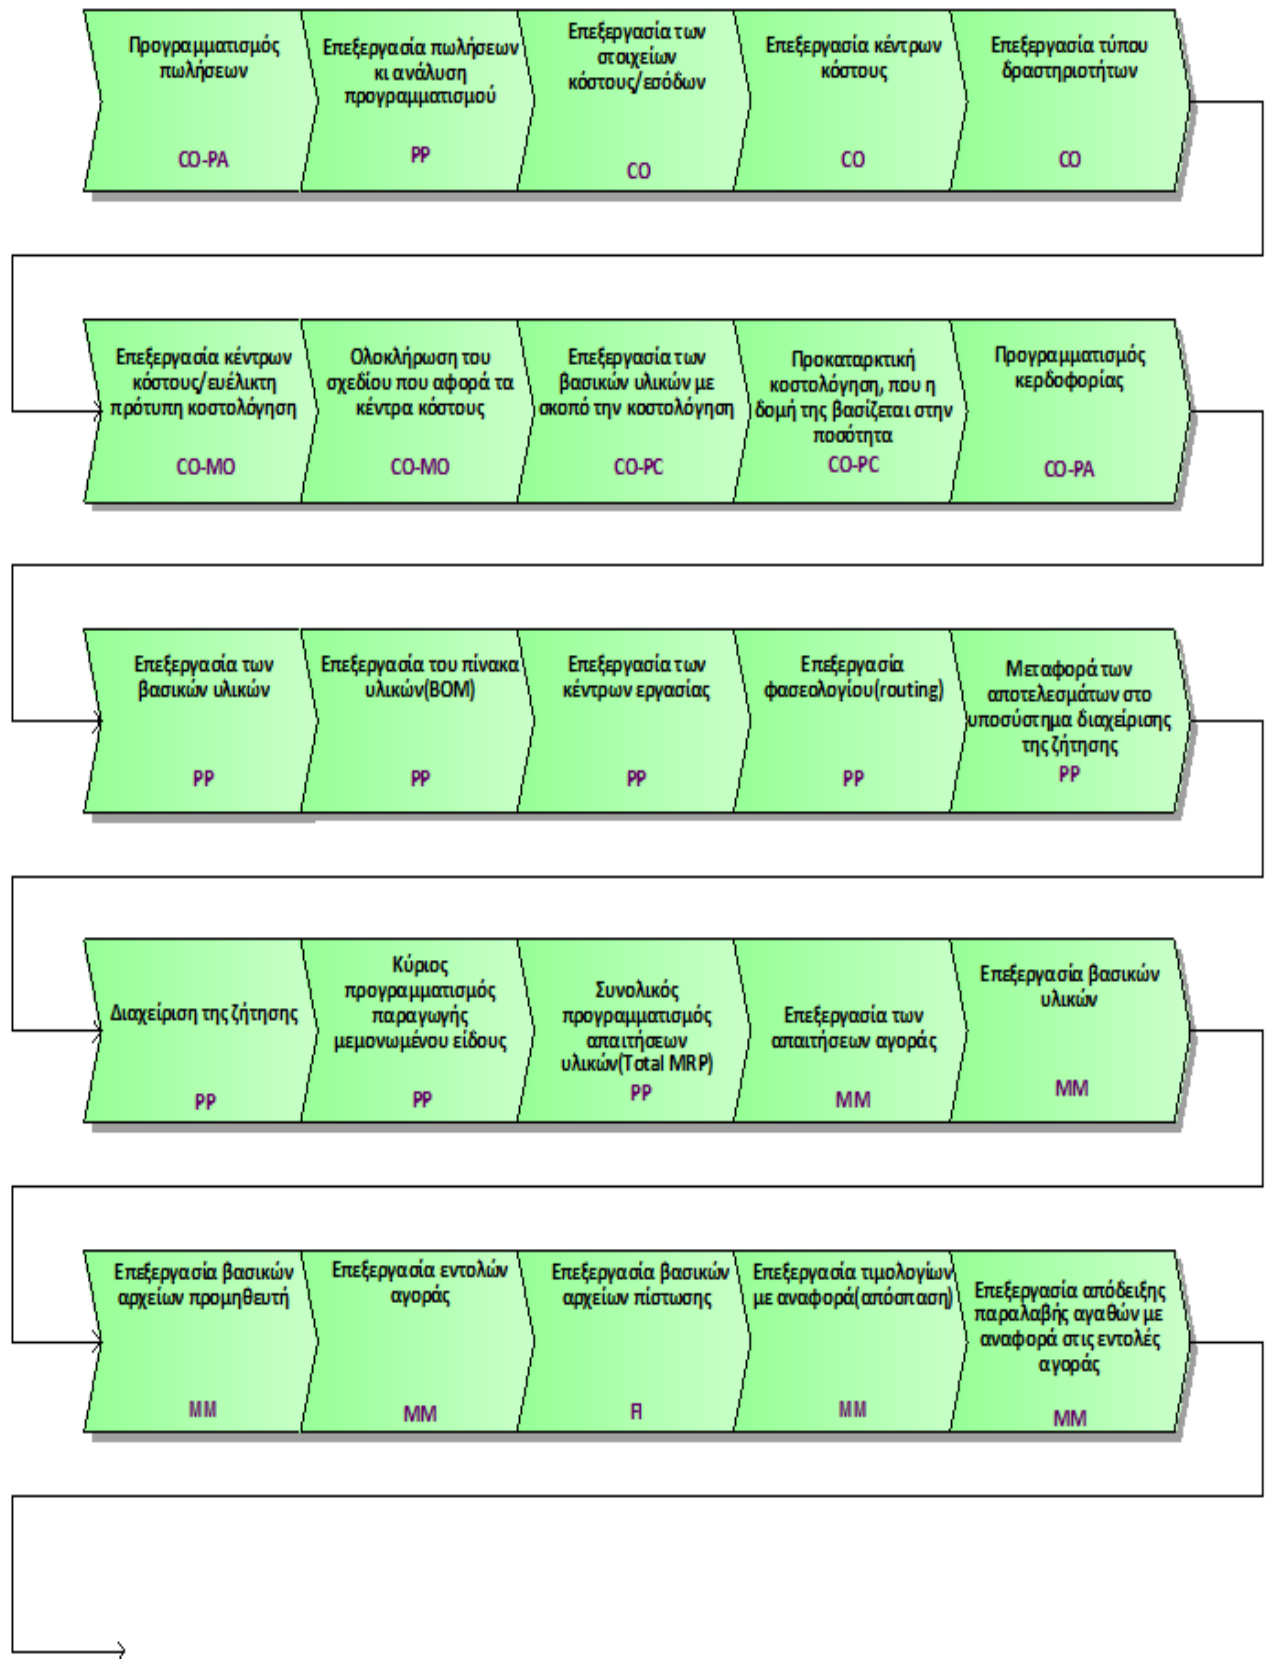 Προγραμματισμός
πωλήσεων
CO-PA
Επεξεργασία πωλήσεων
κι ανάλυση
προγραμματισμού
PP
Επεξεργασία των
στοιχείων
κόστους/εσόδων
CO
Επεξεργασία κέντρων
κόστους
CO
Επεξεργασία τύπου
δραστηριοτήτων
CO
Επεξεργασία κέντρων
κόστους/ευέλικτη
πρότυπη κοστολόγηση
CO-MO
Ολοκλήρωση του
σχεδίου που αφορά τα
κέντρα κόστους
CO-MO
Επεξεργασία των
βασικών υλικών με
σκοπό την κοστολόγηση
CO-PC
Προκαταρκτική
κοστολόγηση, που η
δομή της βασίζεται στην
ποσότητα
CO-PC
Προγραμματισμός
κερδοφορίας
CO-PA
Επεξεργασία των
βασικών υλικών
PP
Επεξεργασία του πίνακα
υλικών(BOM)
PP
Επεξεργασία των
κέντρων εργασίας
PP
Επεξεργασία
φασεολογίου(routing)
PP
Μεταφορά των
αποτελεσμάτων στο
υποσύστημα διαχείρισης
της ζήτησης
PP
Διαχείριση της ζήτησης
PP
Κύριος
προγραμματισμός
παραγωγής
μεμονωμένου είδους
PP
Συνολικός
προγραμματισμός
απαιτήσεων
υλικών(Total MRP)
PP
Επεξεργασία των
απαιτήσεων αγοράς
MM
Επεξεργασία βασικών
υλικών
MM
Επεξεργασία βασικών
αρχείων προμηθευτή
MM
Επεξεργασία εντολών
αγοράς
MM
Επεξεργασία βασικών
αρχείων πίστωσης
FI
Επεξεργασία τιμολογίων
με αναφορά(απόσπαση)
MM
Επεξεργασία απόδειξης
παραλαβής αγαθών με
αναφορά στις εντολές
αγοράς
MM